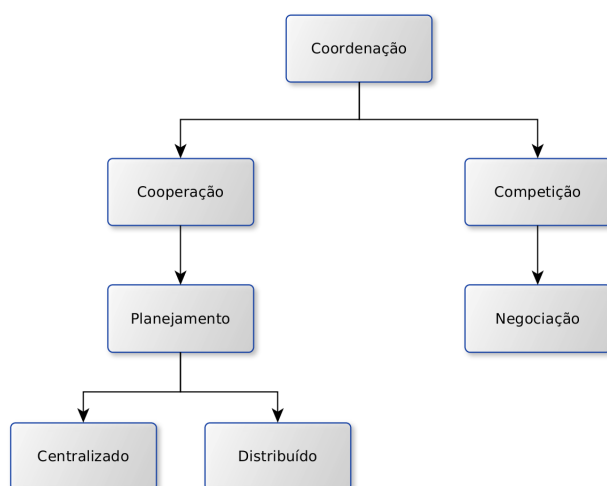 Coordenação
Cooperação
Competição
Planejamento
Negociação
Centralizado
Distribuído